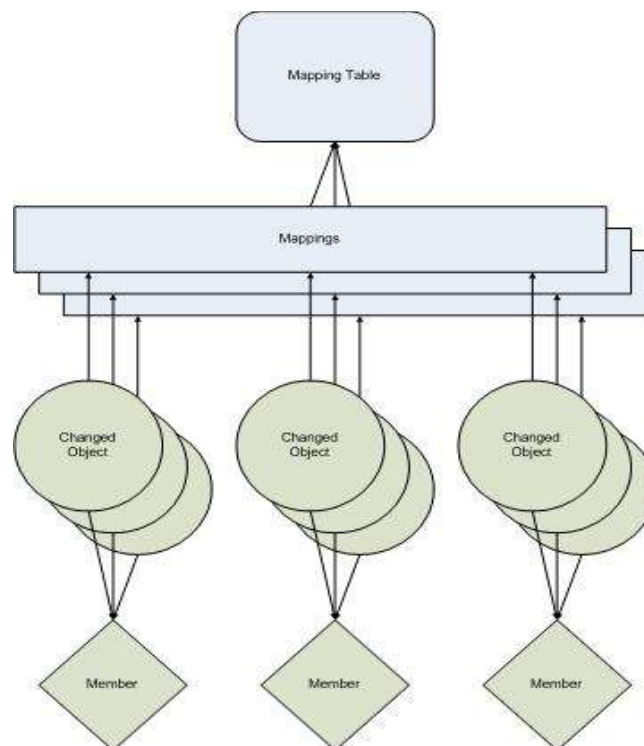 Mapping Table
Mappings
Changed
Object
Changed
Object
Changed
Object
Member
Member
Member